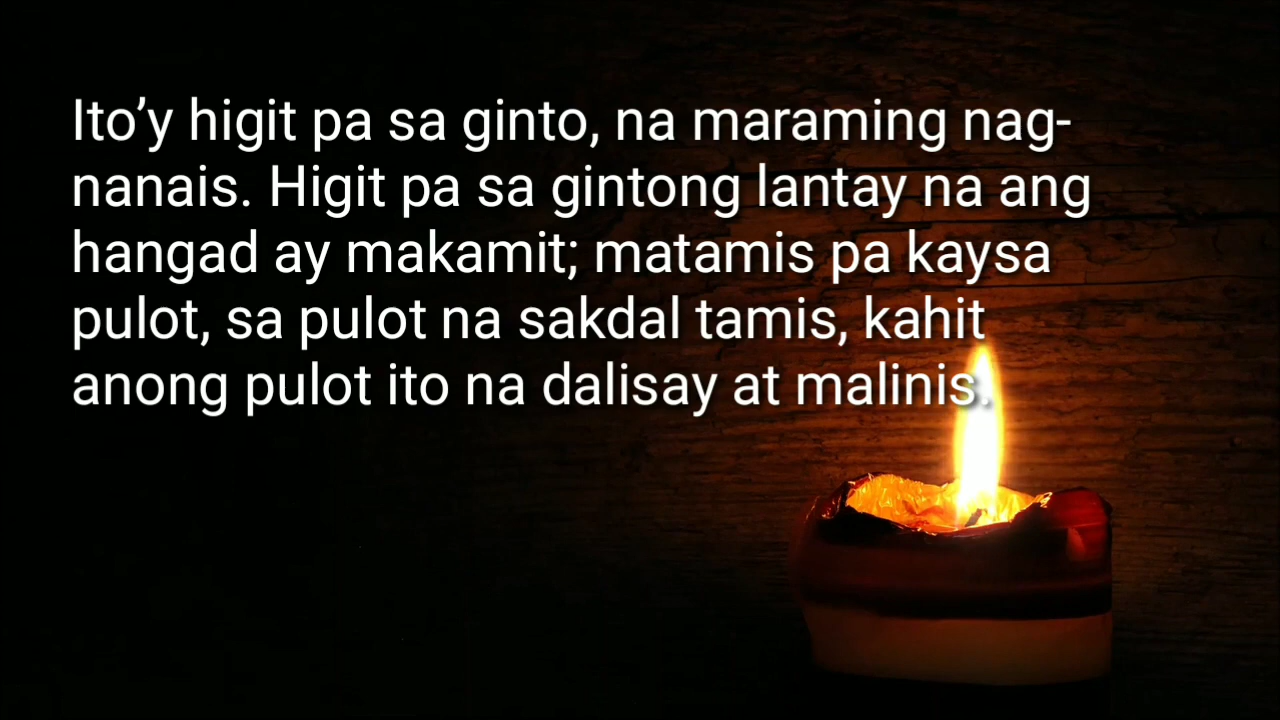 Ito’y higit pa sa ginto, na maraming nag-
nanais. Higit pa sa gintong lantay na ang
hangad ay makamit; matamis pa kaysa
pulot, sa pulot na sakdal tamis, kahit
anong pulot ito na dalisay at malinis.